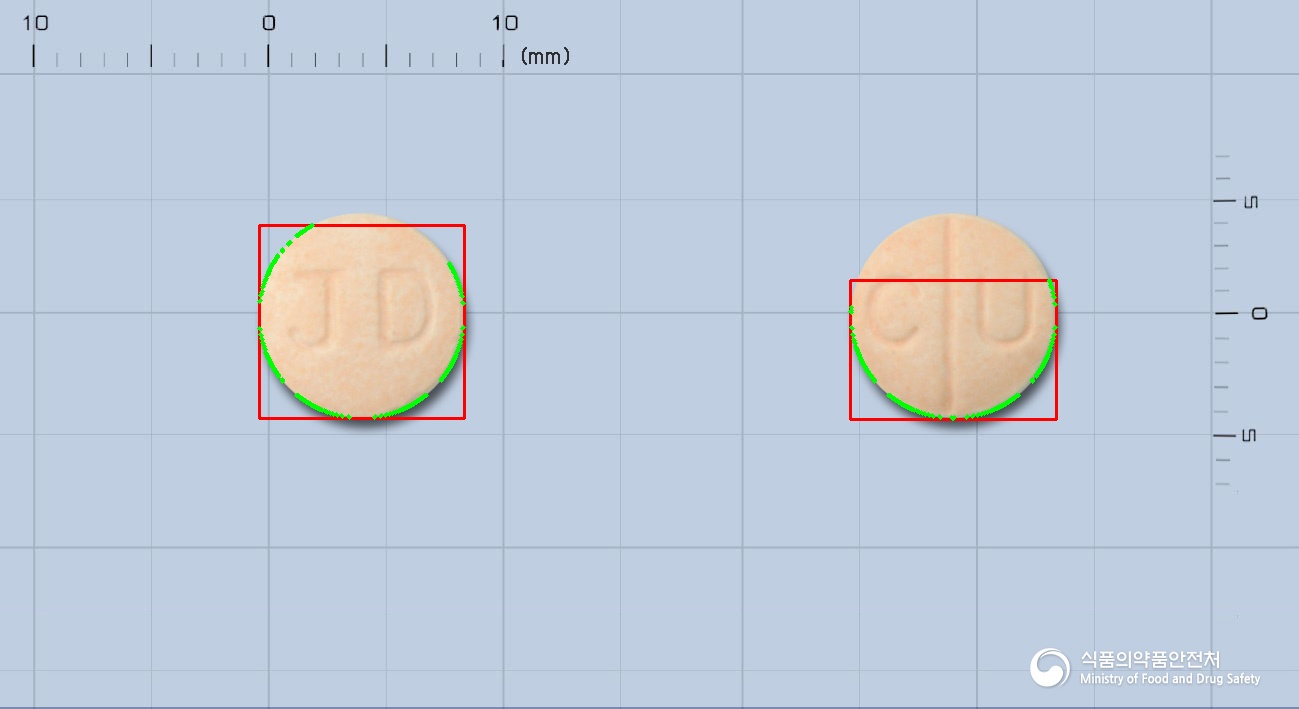 10 0 10
(mm)
JD
C U
5
0
5
식품의약품안전처
Ministry of Food and Drug Safety